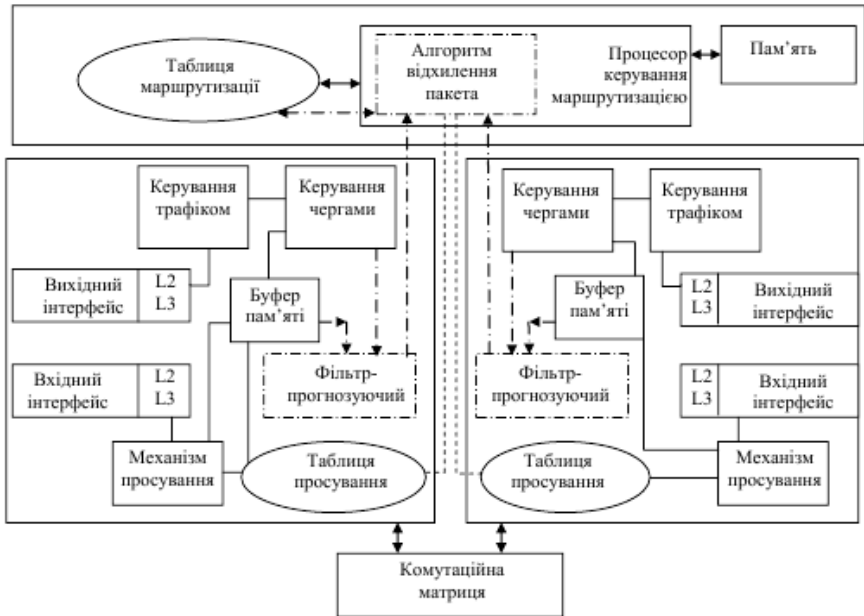 Таблиця
маршрутизації
Алгоритм
відхилення
пакета
Процесор
керування
маршрутизацією
Пам’ять
Керування
трафіком
Керування
чергами
Вихідний
інтерфейс
L2
L3
Буфер
пам’яті
Вхідний
інтерфейс
L2
L3
Фільтр-
прогнозуючий
Механізм
просування
Таблиця
просування
Керування
чергами
Керування
трафіком
Буфер
пам’яті
L2
L3
Вихідний
інтерфейс
Фільтр-
прогнозуючий
L2
L3
Вхідний
інтерфейс
Таблиця
просування
Механізм
просування
Комутаційна
матриця